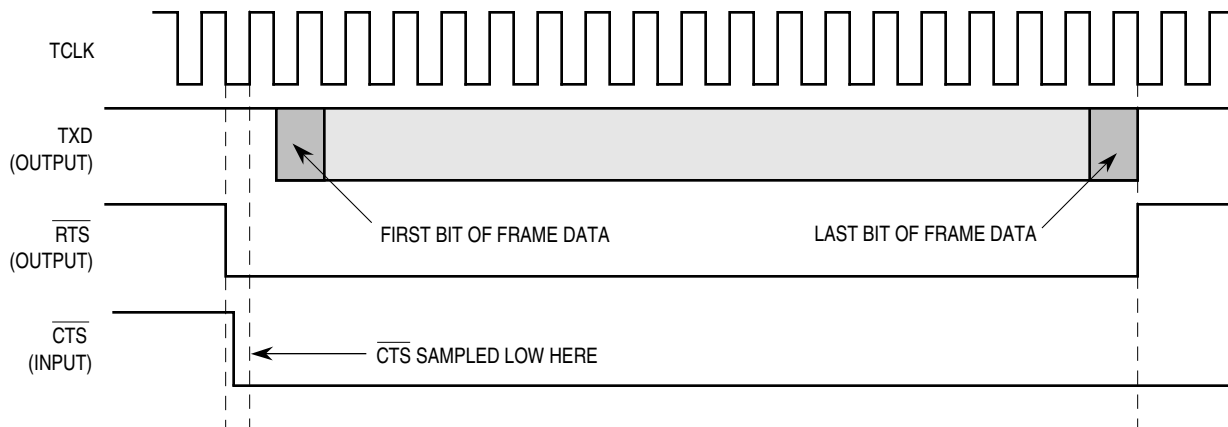 TCLK
TXD
(OUTPUT)
FIRST BIT OF FRAME DATA
LAST BIT OF FRAME DATA
RTS
(OUTPUT)
CTS
(INPUT)
CTS SAMPLED LOW HERE